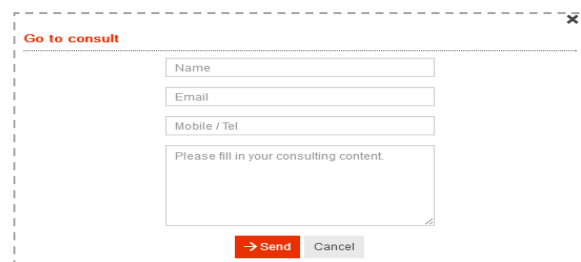 Go to consult
Name
Email
Mobile / Tel
Please fill in your consulting content.
Send Cancel